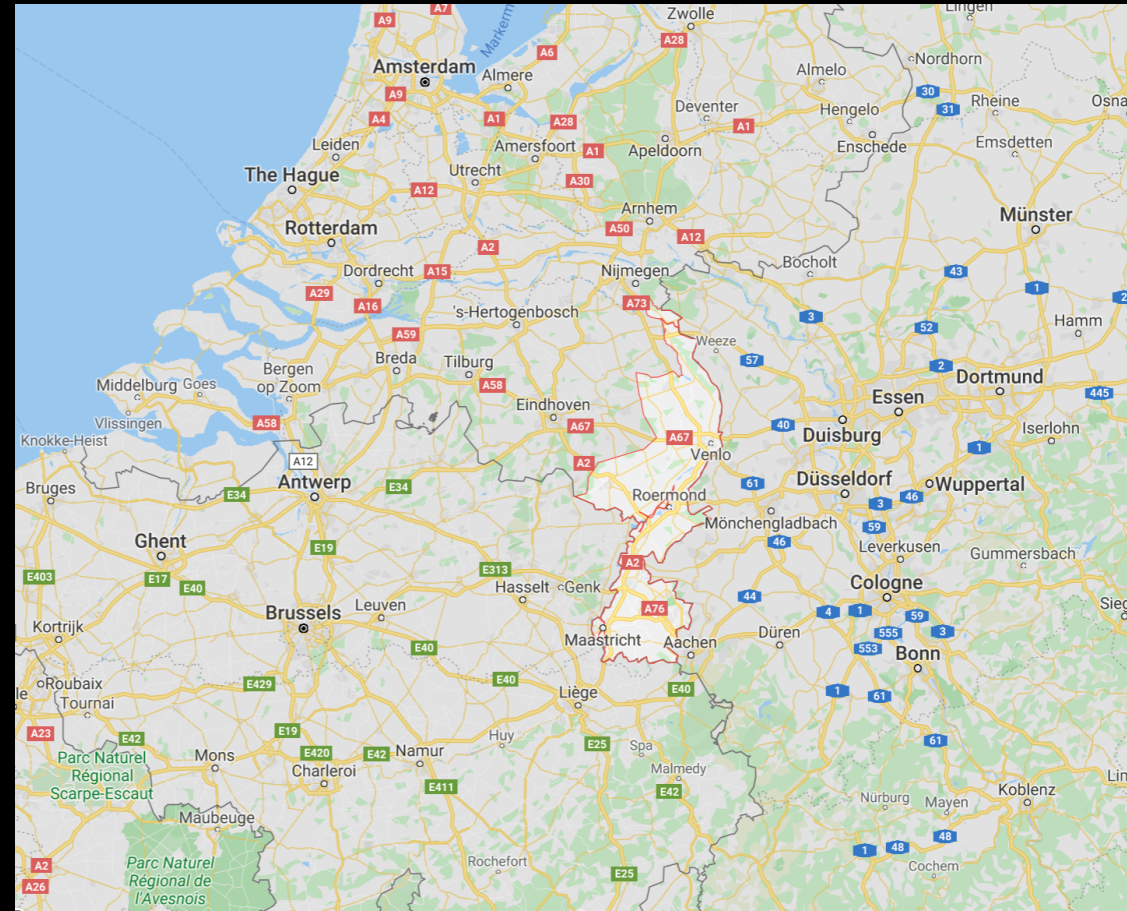 A7
A9
Zwolle
Lingen
Markerm
A28
A6
Amsterdam
Almere
Almelo
Nordhorn
A9
30
31
Rheine
Osna
A4
A1
A28
Deventer
A1
Hengelo
Leiden
Amersfoort
A1
Apeldoorn
Enschede
Emsdetten
The Hague
Utrecht
A12
A30
Arnhem
Münster
Rotterdam
A50
A12
A2
Dordrecht
A15
Nijmegen
Bocholt
43
A29
A16
A73
1
2
's-Hertogenbosch
3
Hamm
A59
52
Weeze
Breda
Tilburg
57
2
Bergen
op Zoom
Dortmund
Middelburg
Goes
A58
Essen
445
Eindhoven
Vlissingen
A58
A67
40
Duisburg
Iserlohn
Knokke-Heist
A67
1
A12
A2
Venlo
Bruges
Antwerp
E34
E34
61
Düsseldorf
Wuppertal
Roermond
3
46
Mönchengladbach
59
Ghent
E19
46
Leverkusen
Gummersbach
A2
E403
E17
E40
E313
Hasselt
Genk
Cologne
44
Brussels
Leuven
A76
4
1
59
Sieg
Kortrijk
Maastricht
Aachen
Düren
555
3
E40
553
Bonn
Roubaix
le
E429
E40
Liège
E40
1
61
Tournai
A23
E19
E42
E420
E42
Namur
Huy
E25
Spa
61
Parc Naturel
Régional
Scarpe-Escaut
Mons
Charleroi
Malmedy
Lin
E411
E42
Nürburg
Mayen
Koblenz
Maubeuge
48
A2
Parc Naturel
Régional de
l'Avesnois
1
48
Rochefort
Cochem
A26
E25